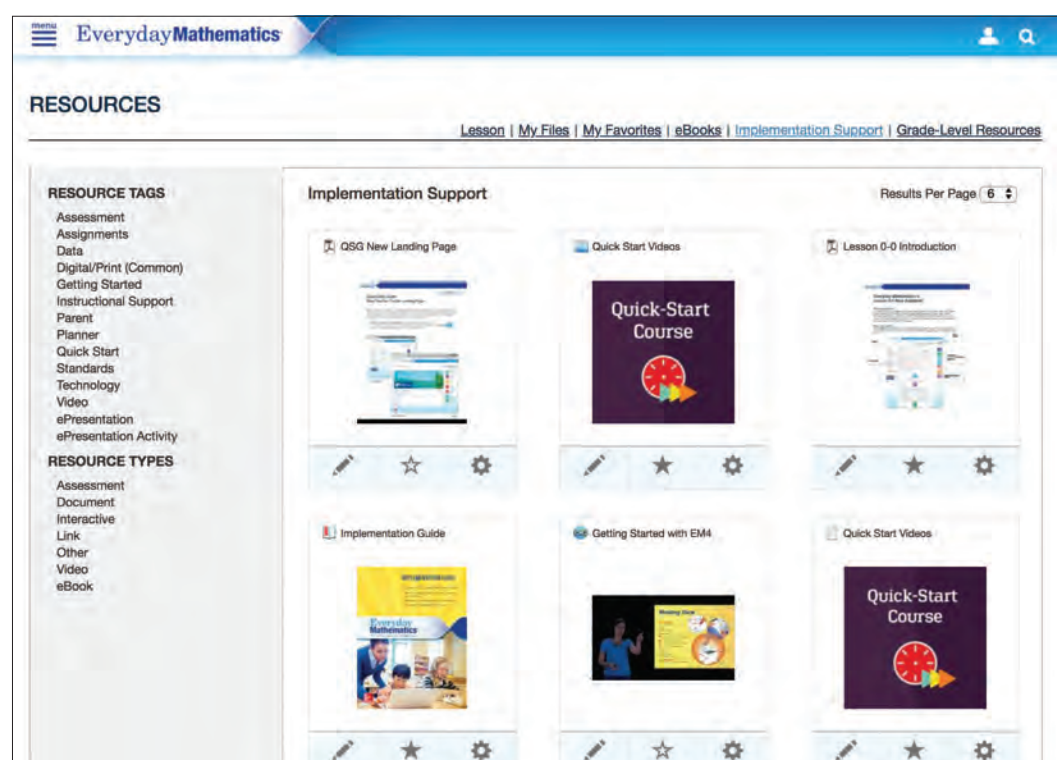 menu
EverydayMathematics
RESOURCES
Lesson | My Files | My Favorites | eBooks | Implementation Support | Grade-Level Resources
RESOURCE TAGS
Assessment
Assignments
Data
Digital/Print (Common)
Getting Started
Instructional Support
Parent
Planner
Quick Start
Standards
Technology
Video
ePresentation
ePresentation Activity
RESOURCE TYPES
Assessment
Document
Interactive
Link
Other
Video
eBook
Implementation Support
Results Per Page 6
QSG New Landing Page
Quick Start Videos
Quick-Start
Course
Lesson 0-0 Introduction
Implementation Guide
Everyday
Mathematics
Getting Started with EM4
Quick Start Videos
Quick-Start
Course